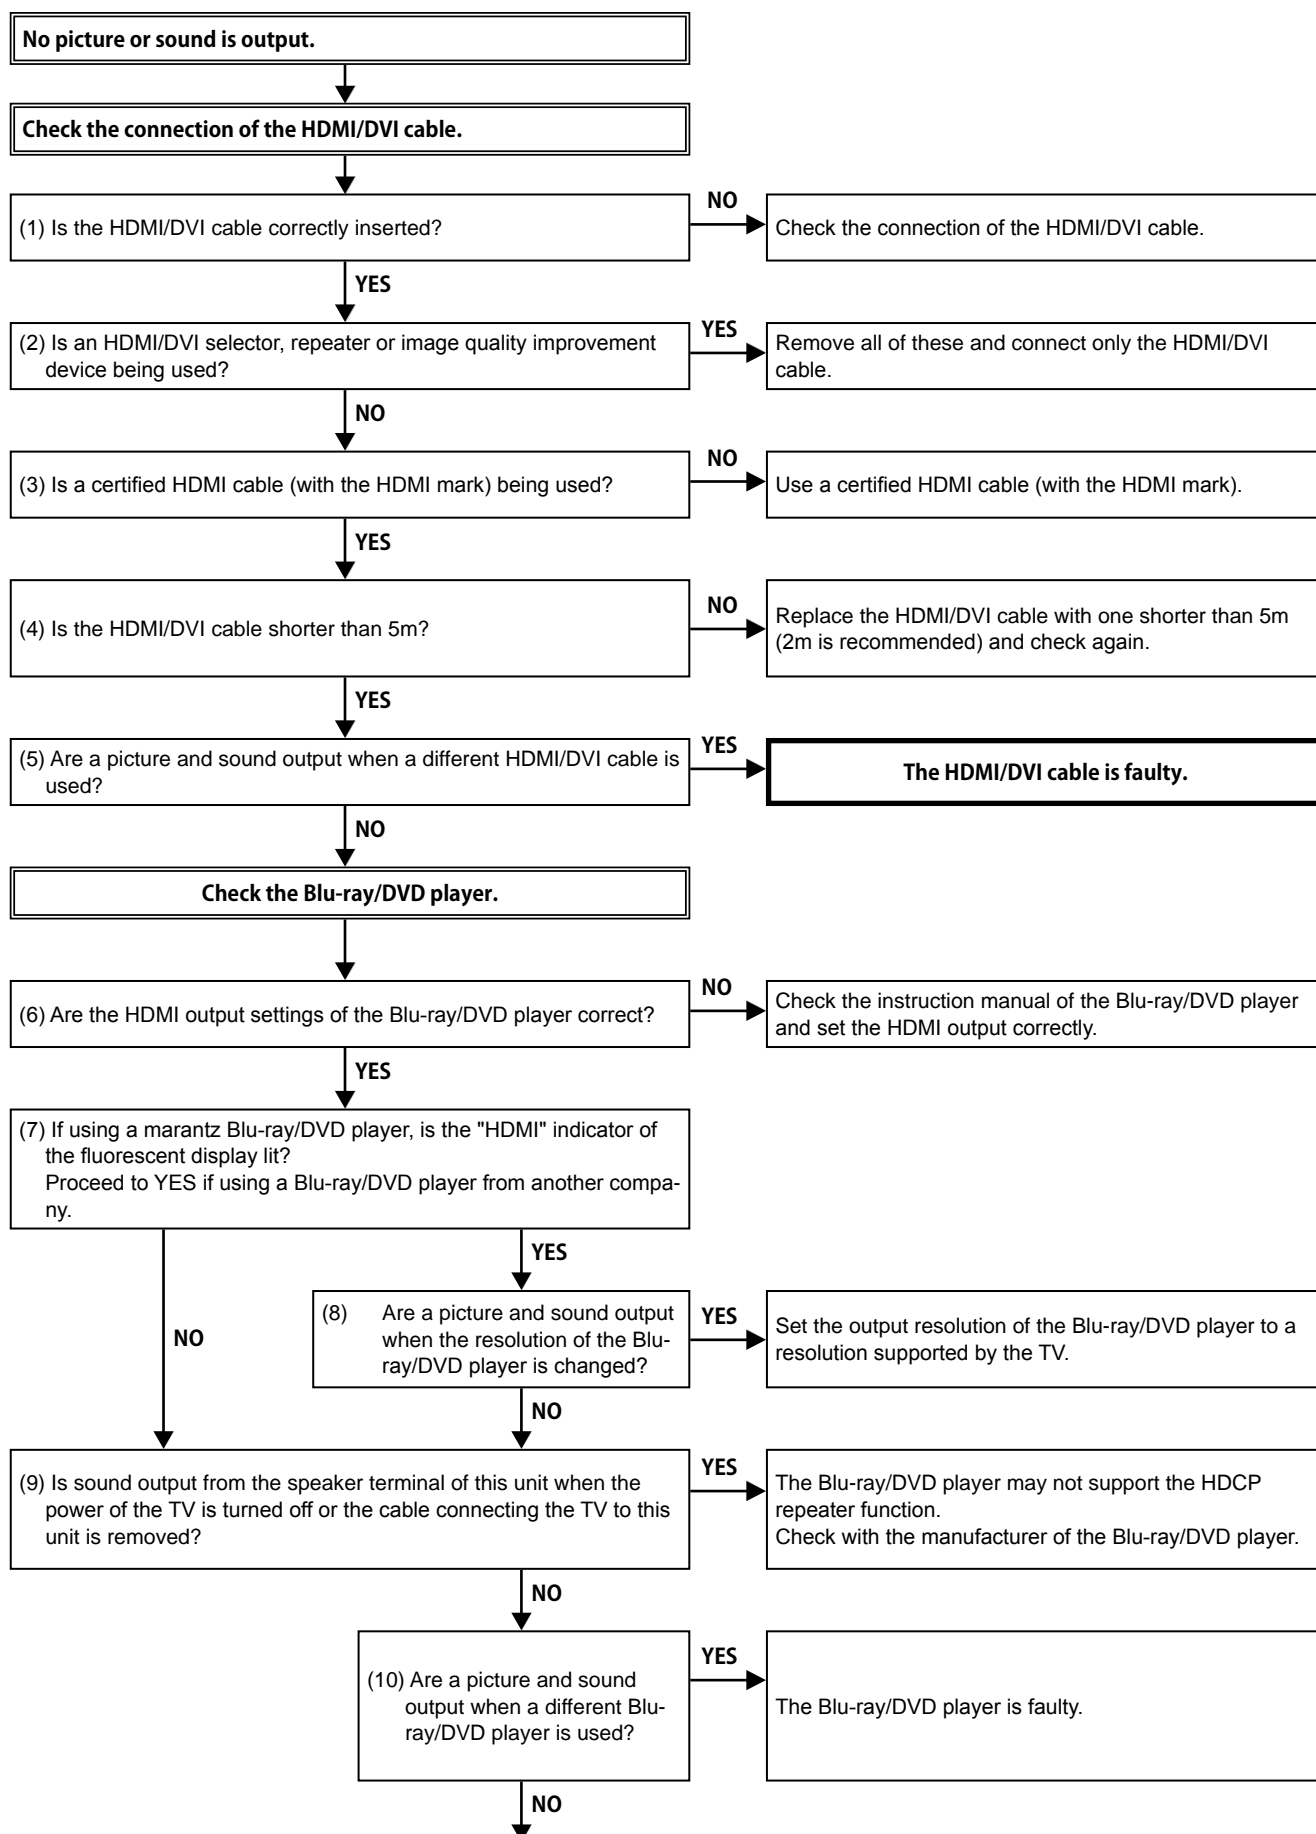 No picture or sound is output.
Check the connection of the HDMI/DVI cable.
NO
(1) Is the HDMI/DVI cable correctly inserted?
Check the connection of the HDMI/DVI cable.
YES
YES
(2) Is an HDMI/DVI selector, repeater or image quality improvement
device being used?
Remove all of these and connect only the HDMI/DVI
cable.
NO
NO
(3) Is a certified HDMI cable (with the HDMI mark) being used?
Use a certified HDMI cable (with the HDMI mark).
YES
NO
(4) Is the HDMI/DVI cable shorter than 5m?
Replace the HDMI/DVI cable with one shorter than 5m
(2m is recommended) and check again.
YES
YES
(5) Are a picture and sound output when a different HDMI/DVI cable is
used?
The HDMI/DVI cable is faulty.
NO
Check the Blu-ray/DVD player.
NO
(6) Are the HDMI output settings of the Blu-ray/DVD player correct?
Check the instruction manual of the Blu-ray/DVD player
and set the HDMI output correctly.
YES
(7) If using a marantz Blu-ray/DVD player, is the "HDMI" indicator of
the fluorescent display lit?
Proceed to YES if using a Blu-ray/DVD player from another compa-
ny.
YES
NO
(8) Are a picture and sound output
when the resolution of the Blu-
ray/DVD player is changed?
YES
Set the output resolution of the Blu-ray/DVD player to a
resolution supported by the TV.
NO
(9) Is sound output from the speaker terminal of this unit when the
power of the TV is turned off or the cable connecting the TV to this
unit is removed?
YES
The Blu-ray/DVD player may not support the HDCP
repeater function.
Check with the manufacturer of the Blu-ray/DVD player.
NO
(10) Are a picture and sound
output when a different Blu-
ray/DVD player is used?
YES
The Blu-ray/DVD player is faulty.
NO